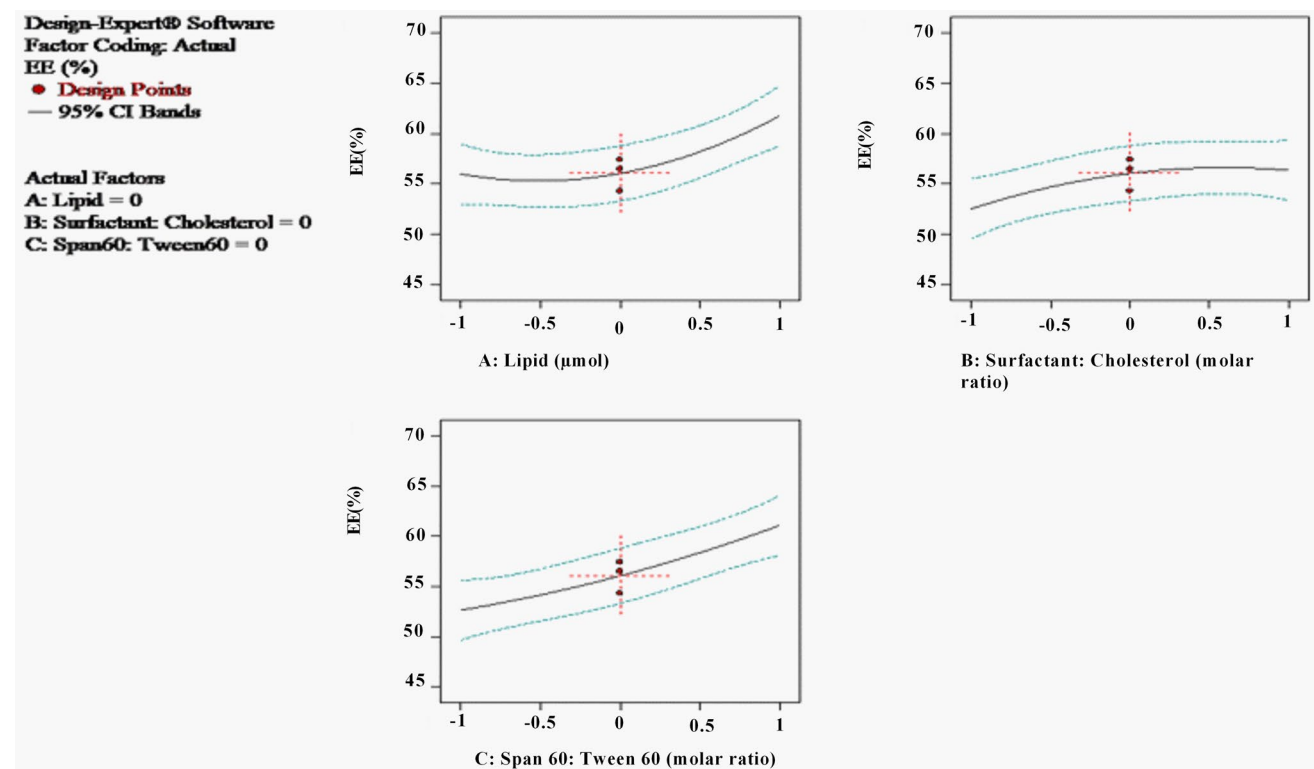 Design-Expert® Software
Factor Coding: Actual
EE (%)
Design Points
95% CI Bands
Actual Factors
A: Lipid = 0
B: Surfactant: Cholesterol = 0
C: Span60: Tween60 = 0
EE(%)
70
65
60
55
50
45
-1
-0.5
0
0.5
1
A: Lipid (µmol)
EE(%)
70
65
60
55
50
45
-1
-0.5
0
0.5
1
B: Surfactant: Cholesterol (molar
ratio)
EE(%)
70
65
60
55
50
45
-1
-0.5
0
0.5
1
C: Span 60: Tween 60 (molar ratio)